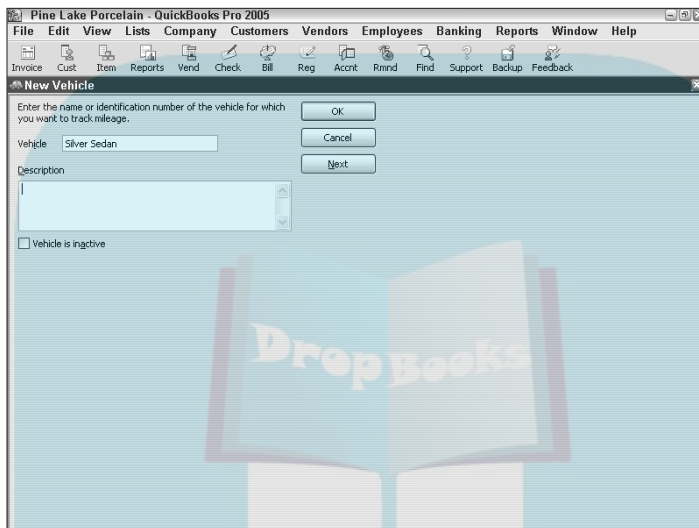 Pine Lake Porcelain - QuickBooks Pro 2005
File Edit View Lists Company Customers Vendors Employees Banking Reports Window Help
Invoice Cust Item Reports Vend Check Bill Reg Accnt Rmnd Find Support Backup Feedback
New Vehicle
Enter the name or identification number of the vehicle for which
you want to track mileage.
OK
Vehicle Silver Sedan
Cancel
Next
Description
Vehicle is inactive
DropBooks